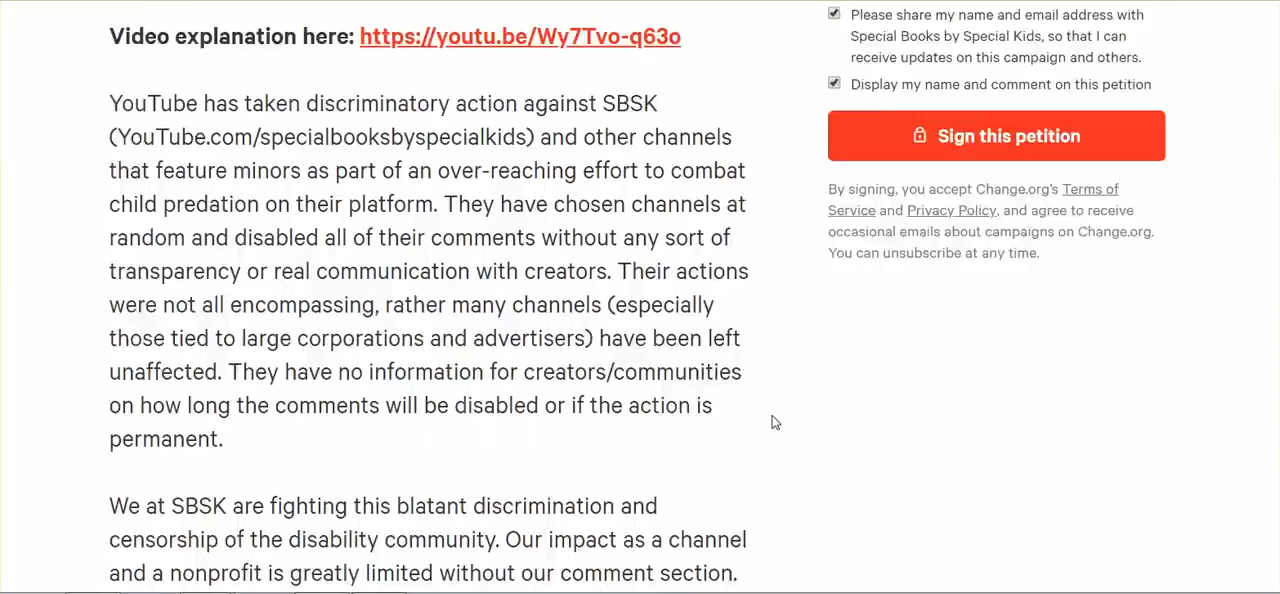 Video explanation here: https://youtu.be/Wy7Tvo-q63o
YouTube has taken discriminatory action against SBSK
(YouTube.com/specialbooksbyspecialkids) and other channels
that feature minors as part of an over-reaching effort to combat
child predation on their platform. They have chosen channels at
random and disabled all of their comments without any sort of
transparency or real communication with creators. Their actions
were not all encompassing, rather many channels (especially
those tied to large corporations and advertisers) have been left
unaffected. They have no information for creators/communities
on how long the comments will be disabled or if the action is
permanent.
We at SBSK are fighting this blatant discrimination and
censorship of the disability community. Our impact as a channel
and a nonprofit is greatly limited without our comment section.
Please share my name and email address with
Special Books by Special Kids, so that I can
receive updates on this campaign and others.
Display my name and comment on this petition
Sign this petition
By signing, you accept Change.org's Terms of
Service and Privacy Policy, and agree to receive
occasional emails about campaigns on Change.org.
You can unsubscribe at any time.